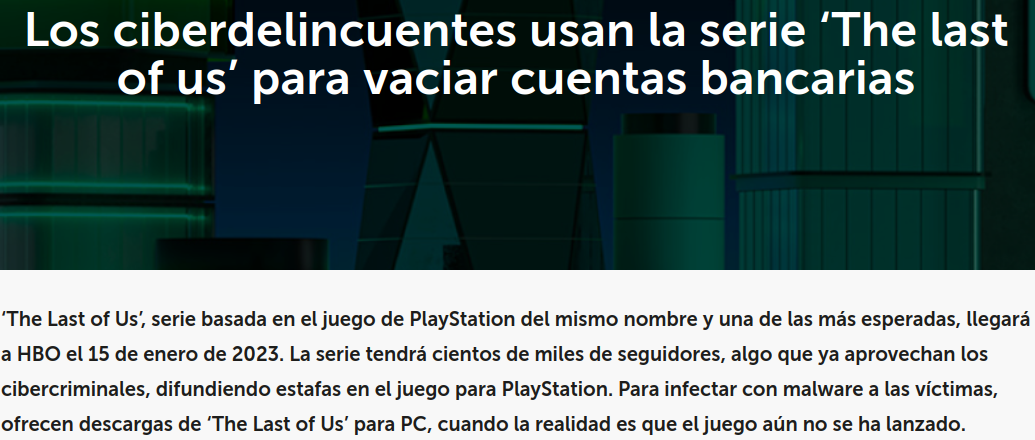 Los ciberdelincuentes usan la serie ‘The last
of us’ para vaciar cuentas bancarias
‘The Last of Us’, serie basada en el juego de PlayStation del mismo nombre y una de las más esperadas, llegará
a HBO el 15 de enero de 2023. La serie tendrá cientos de miles de seguidores, algo que ya aprovechan los
cibercriminales, difundiendo estafas en el juego para PlayStation. Para infectar con malware a las víctimas,
ofrecen descargas de ‘The Last of Us’ para PC, cuando la realidad es que el juego aún no se ha lanzado.